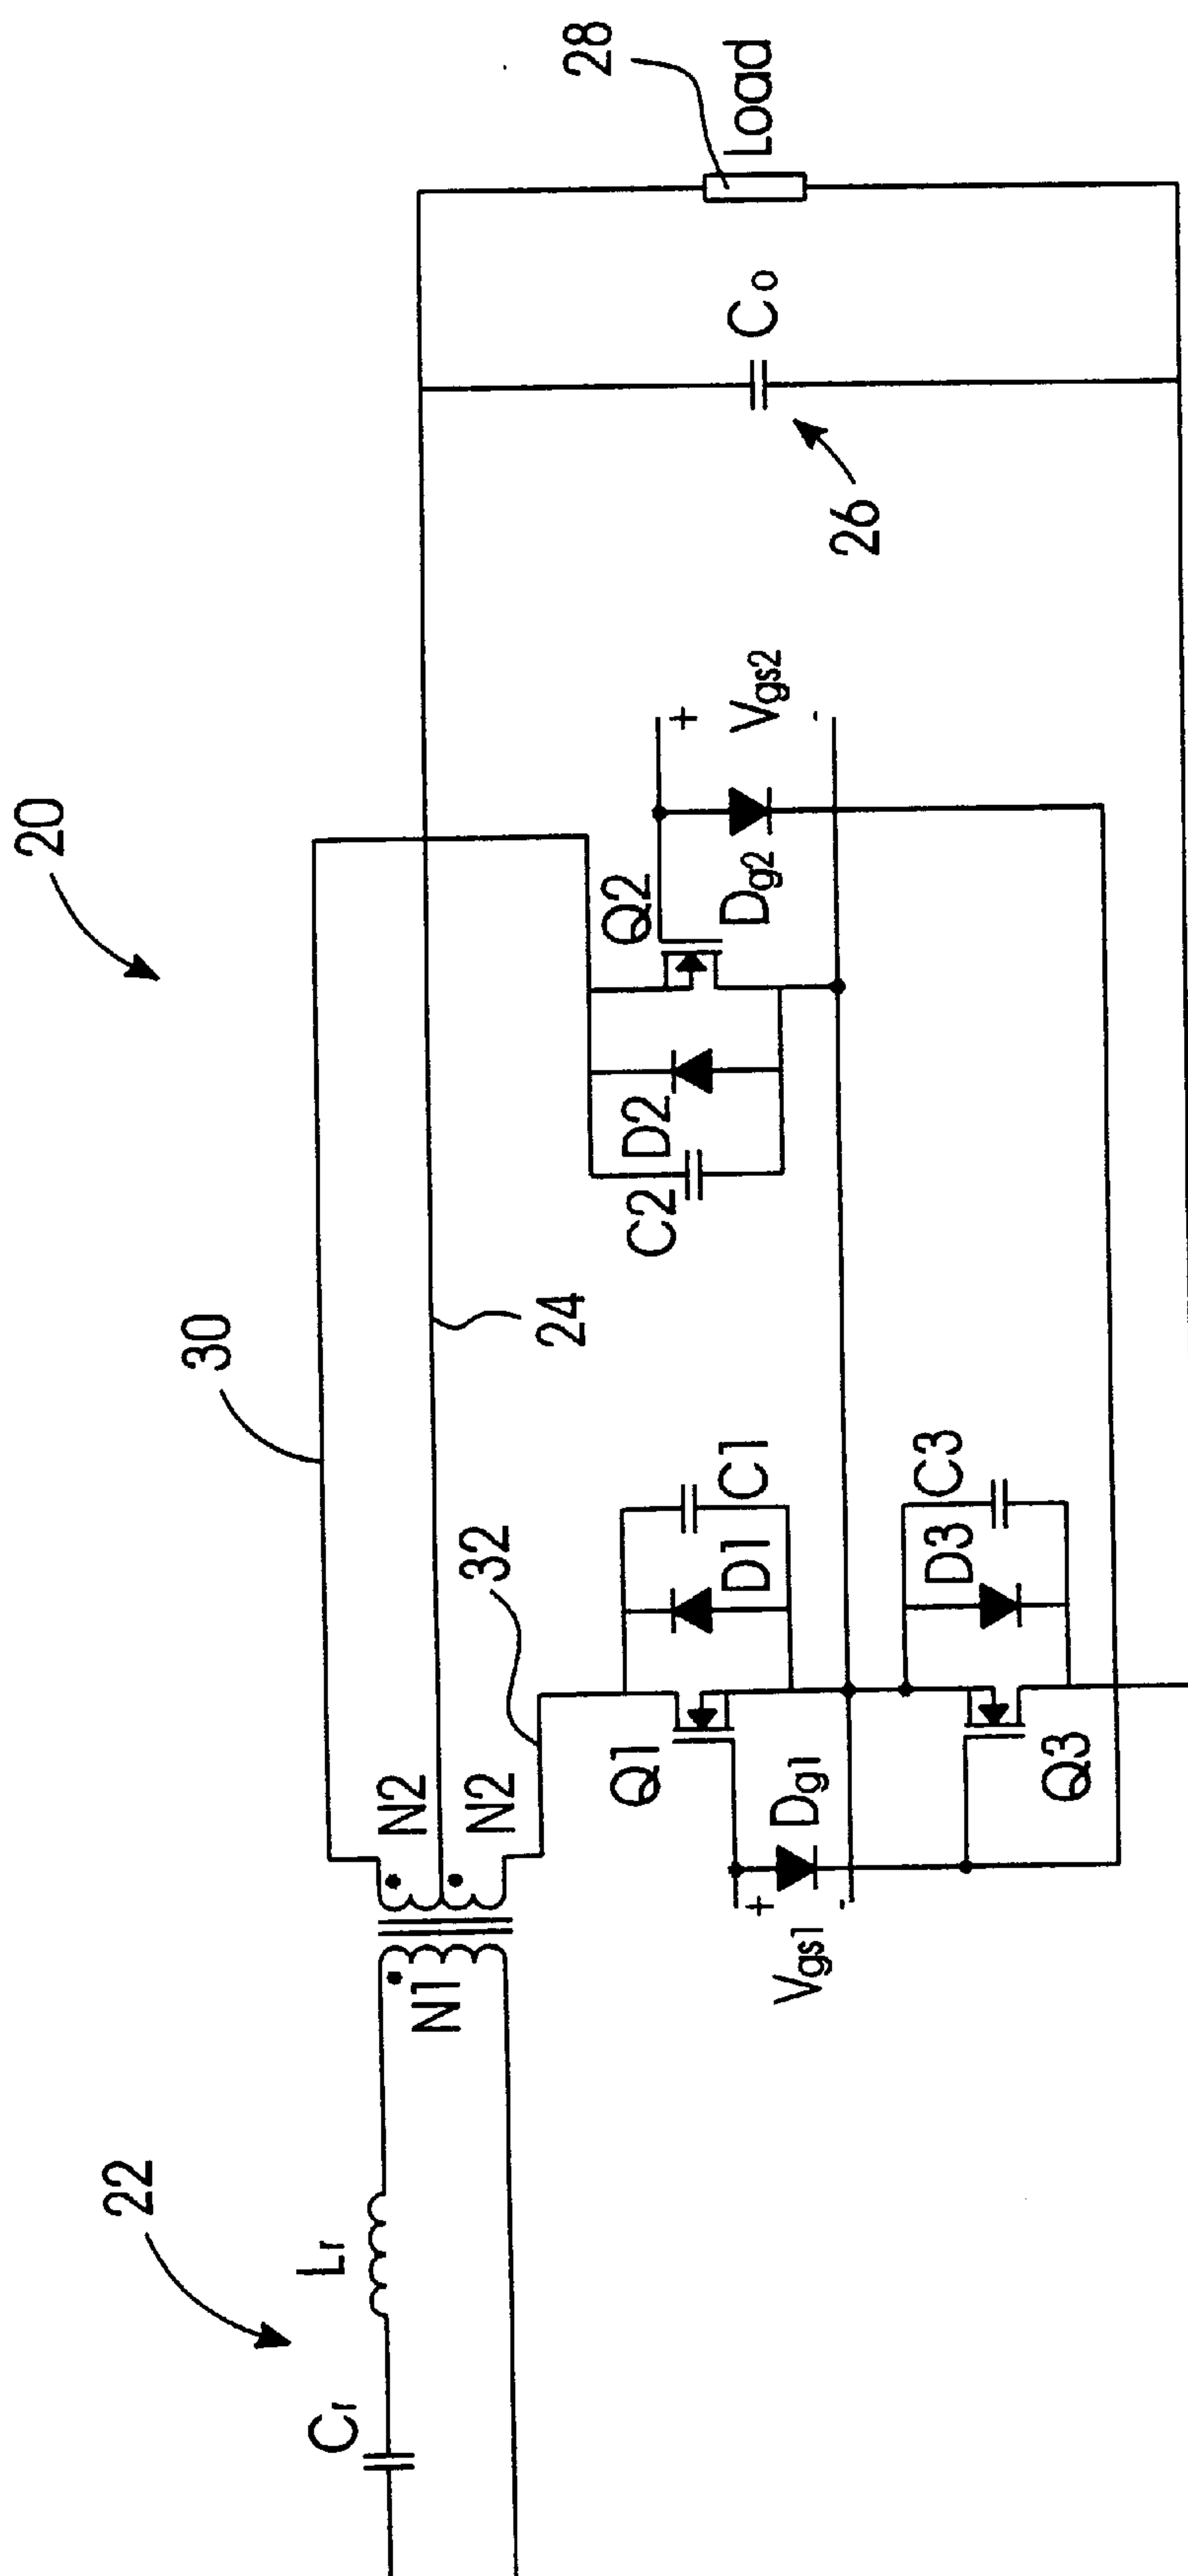 20
22
30
Cr
Lr
N1
N2
N2
32
24
28
Load
Co
26
Q1
D1
C1
Vgs1
+
-
Dg1
Q3
D3
C3
C2
D2
Q2
Dg2
+
Vgs2
-